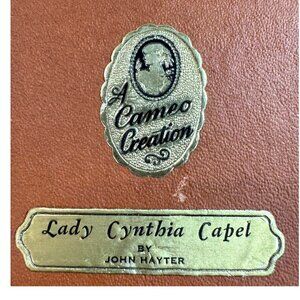 A
Cameo
Creation
Lady Cynthia Capel
BY
JOHN HAYTER